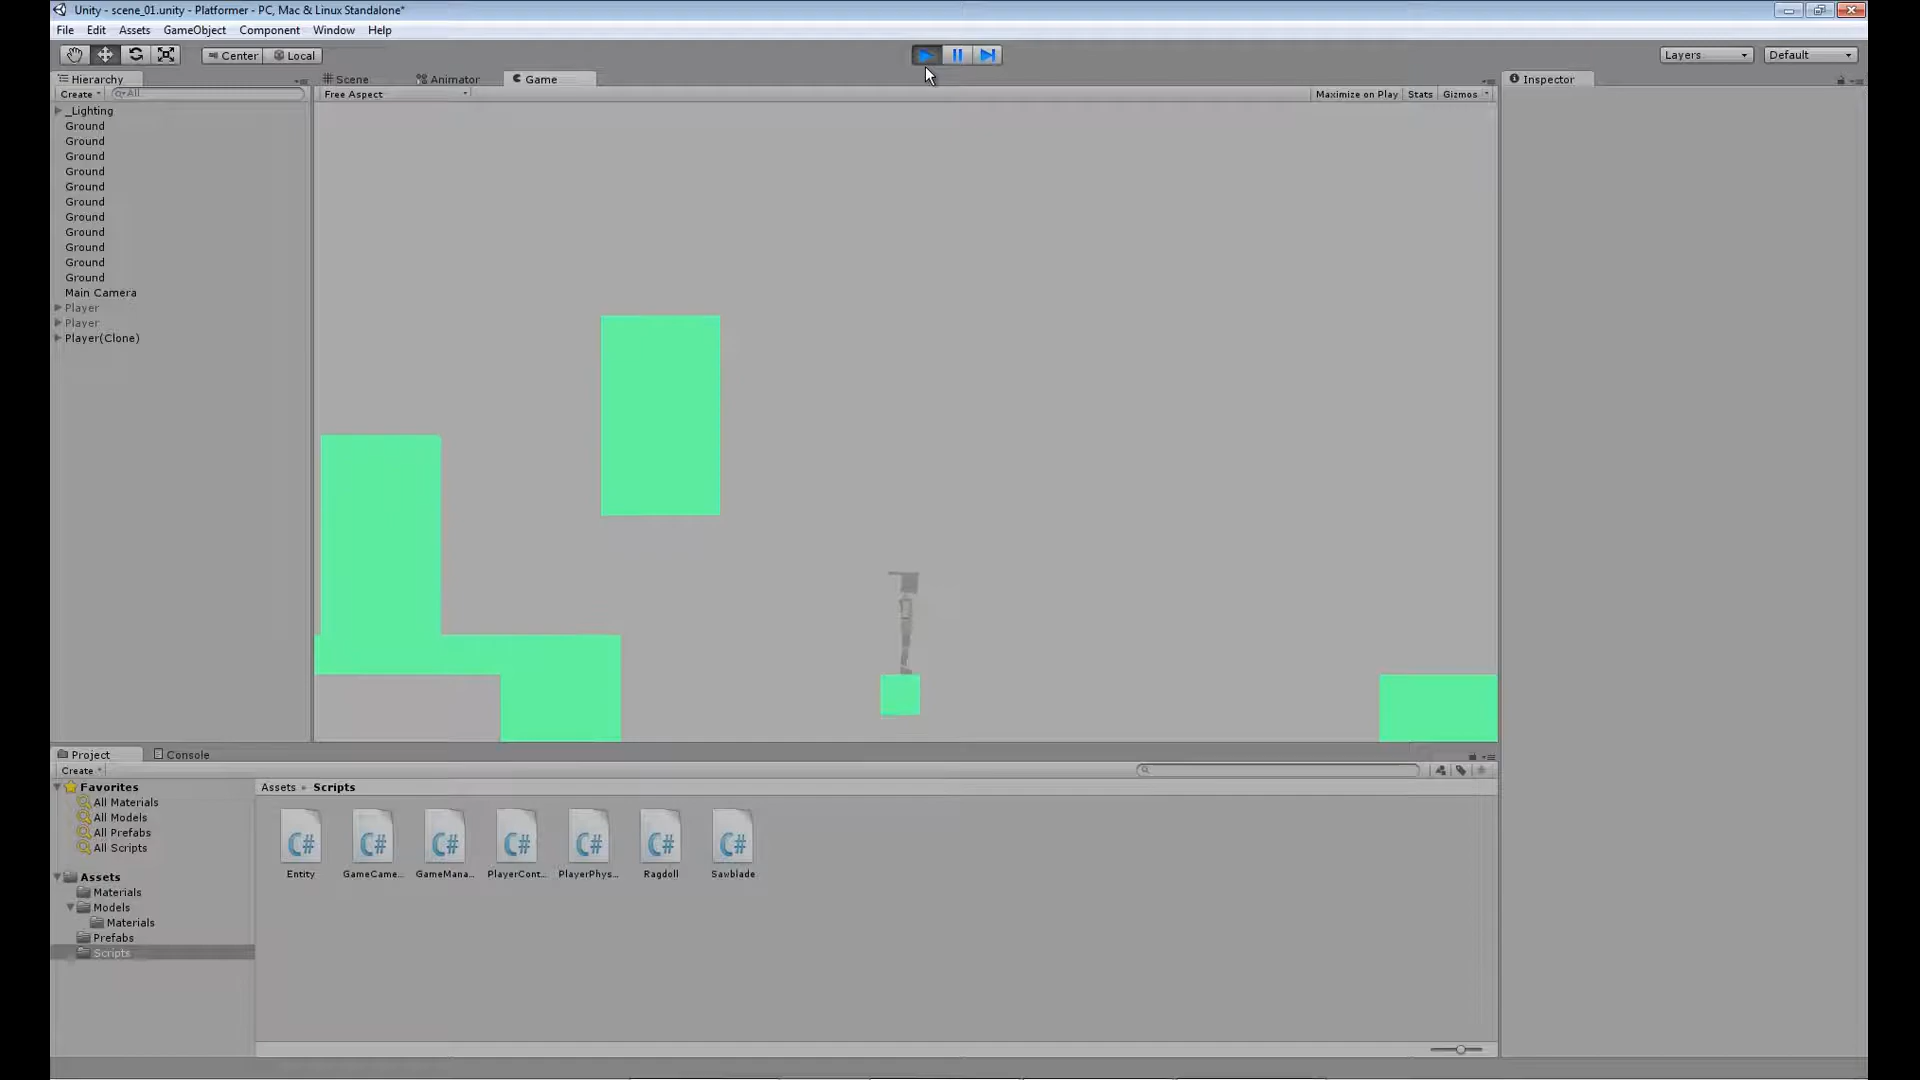 Unity - scene_01.unity - Platformer - PC, Mac & Linux Standalone*
File Edit Assets GameObject Component Window Help
Center Local
Layers Default
Hierarchy
Scene Animator Game
Inspector
Create All
Free Aspect
Maximize on Play Stats Gizmos
_Lighting
Ground
Ground
Ground
Ground
Ground
Ground
Ground
Ground
Ground
Ground
Ground
Main Camera
Player
Player
Player(Clone)
Project Console
Create
Favorites
All Materials
All Models
All Prefabs
All Scripts
Assets
Materials
Models
Materials
Prefabs
Scripts
Assets Scripts
C# C# C# C# C# C# C#
Entity GameCame... GameMana... PlayerCont... PlayerPhys... Ragdoll Sawblade